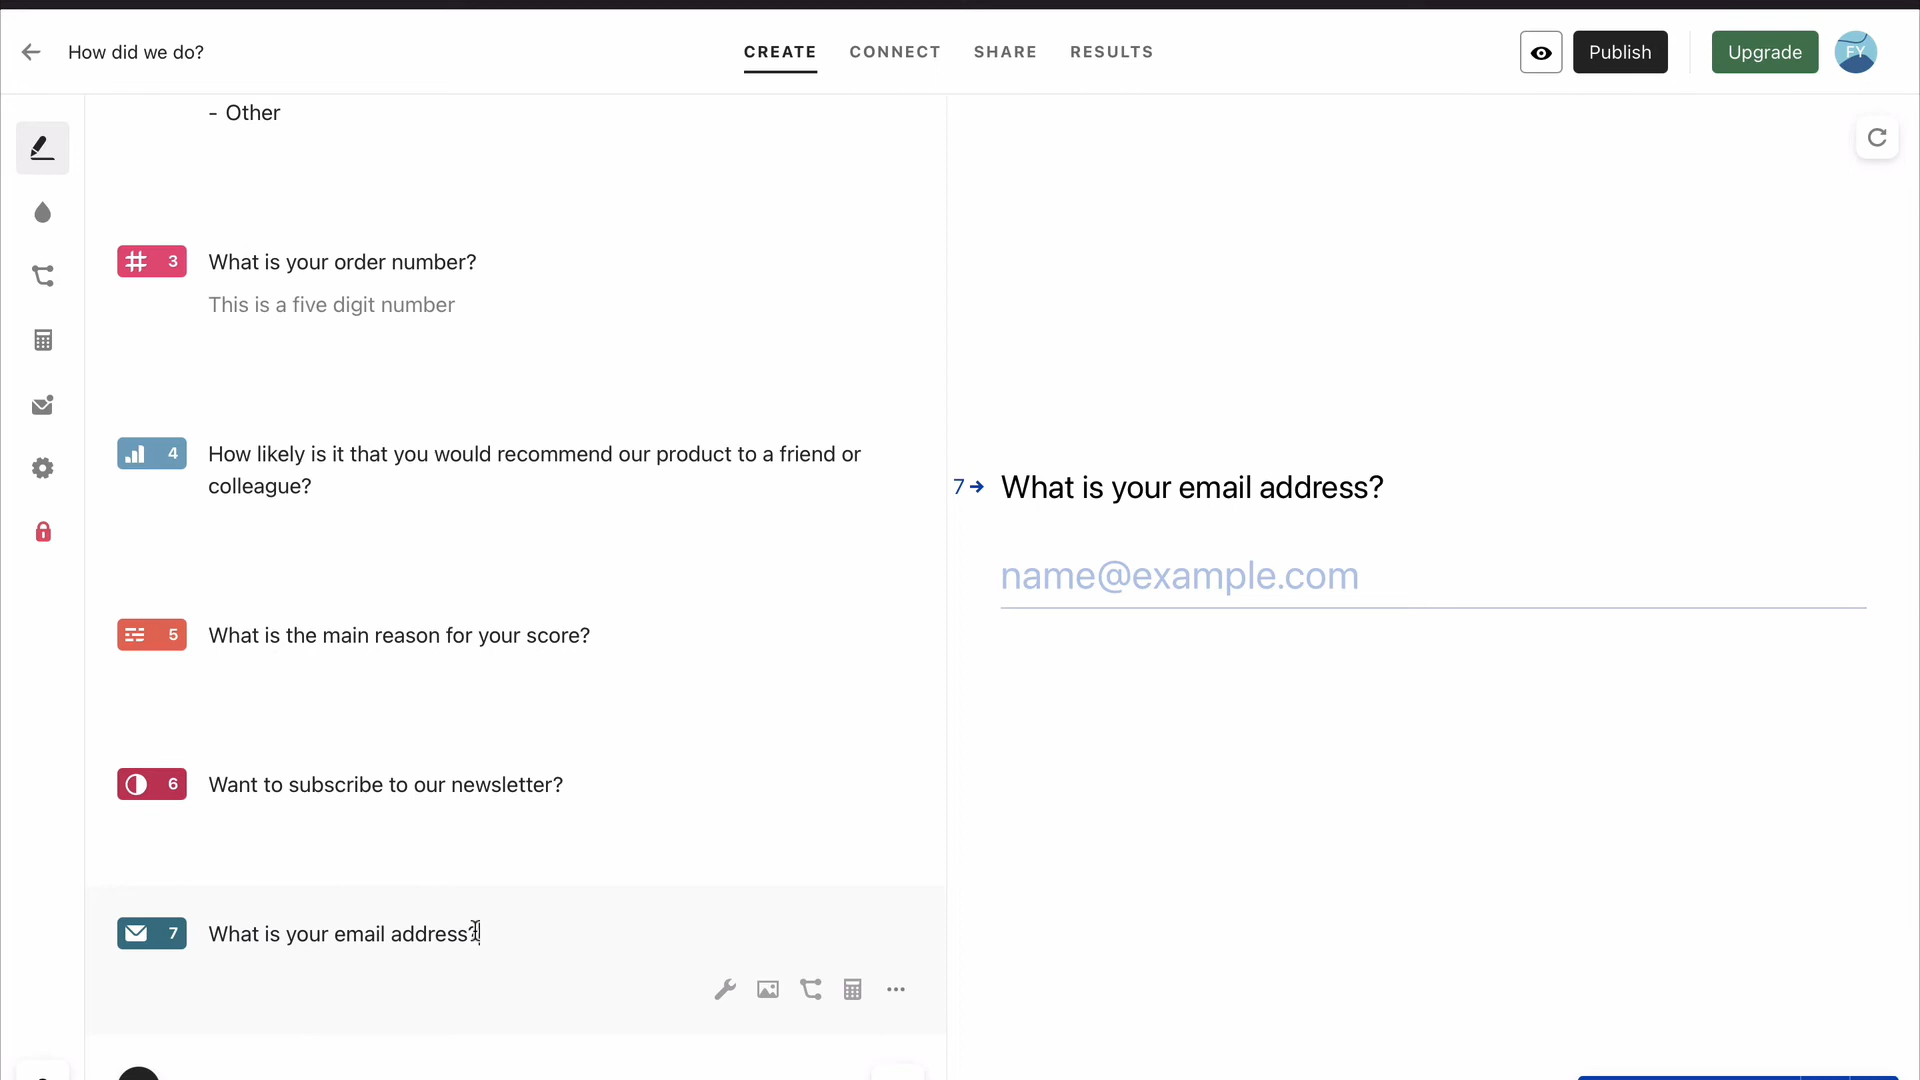 How did we do?
CREATE CONNECT SHARE RESULTS
Publish
Upgrade
FY
- Other
3 What is your order number?
This is a five digit number
4 How likely is it that you would recommend our product to a friend or
colleague?
5 What is the main reason for your score?
6 Want to subscribe to our newsletter?
7 What is your email address?
7 What is your email address?
name@example.com